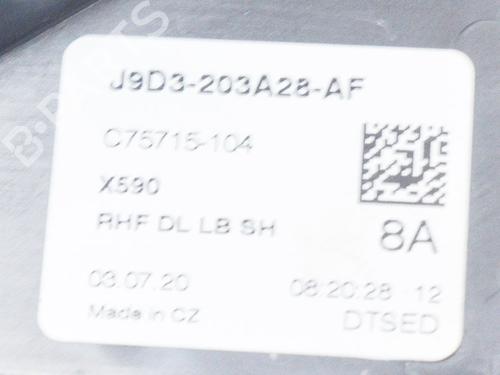 J9D3-203A28-AF
C75715-104
X590
RHF DL LB SH
8A
03.07.20 08:20:28 12
Made in CZ DTSED
B-PARTS